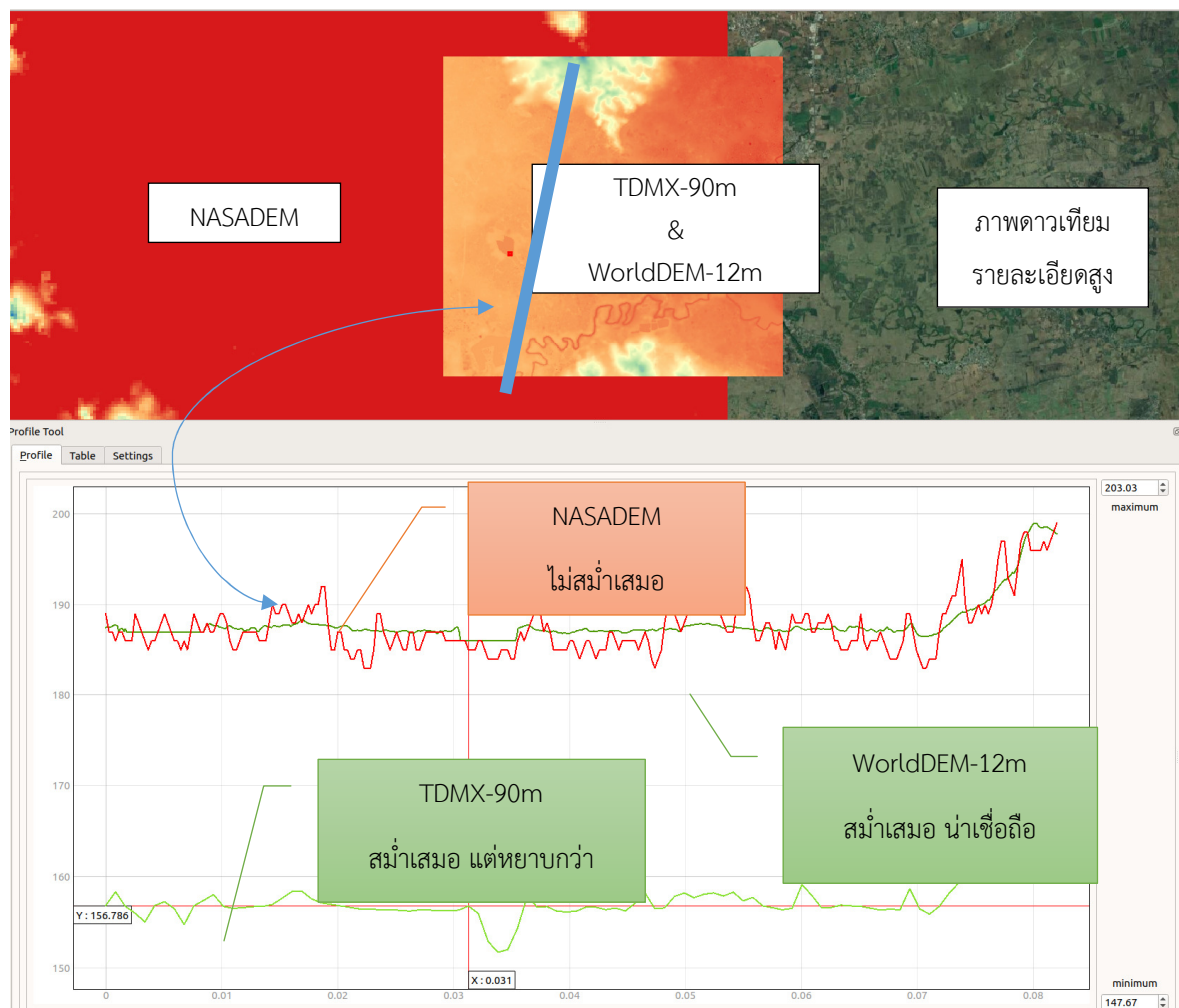 NASADEM
TDMX-90m
&
WorldDEM-12m
ภาพดาวเทียม
รายละเอียดสูง
Profile Tool
Profile
Table
Settings
203.03
maximum
200
190
180
170
160
150
NASADEM
ไม่สม่ำเสมอ
WorldDEM-12m
สม่ำเสมอ น่าเชื่อถือ
TDMX-90m
สม่ำเสมอ แต่หยาบกว่า
Y : 156.786
X : 0.031
0
0.01
0.02
0.03
0.04
0.05
0.06
0.07
0.08
minimum
147.67